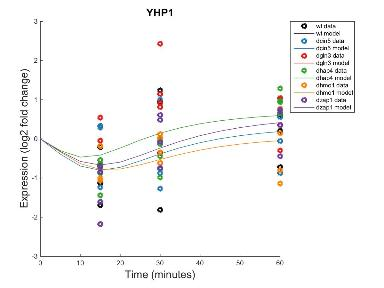 YHP1
3
2
1
0
-1
-2
-3
Expression (log2 fold change)
0
10
20
30
40
50
60
Time (minutes)
wt data
wt model
dcin5 data
dcin5 model
dgln3 data
dgln3 model
dhap4 data
dhap4 model
dhmo1 data
dhmo1 model
dzap1 data
dzap1 model